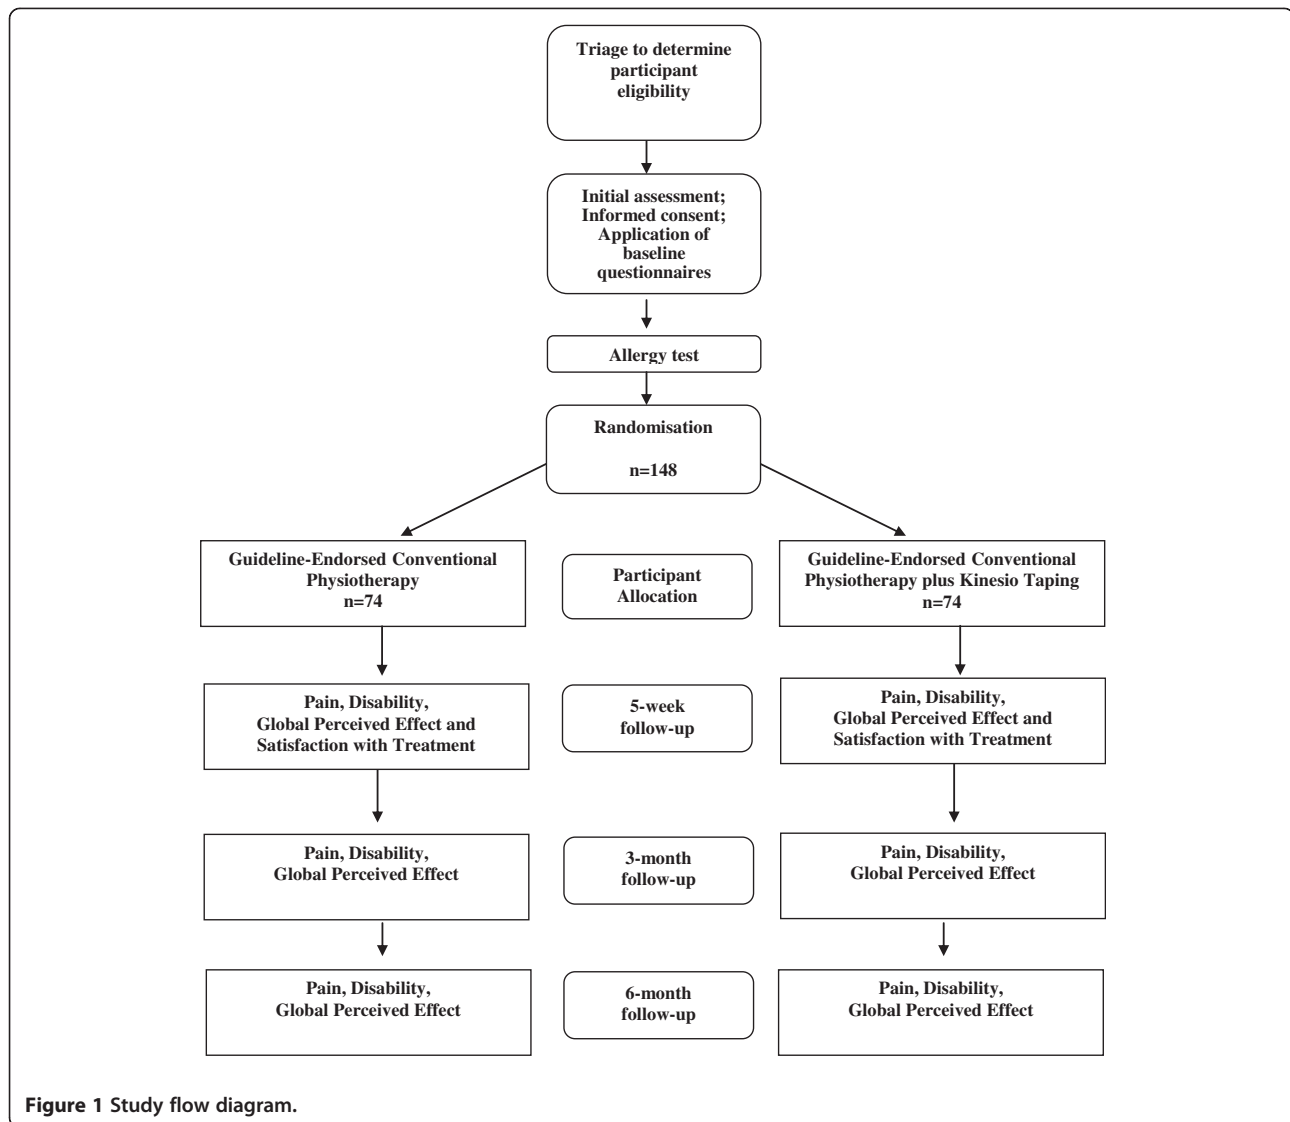 Triage to determine
participant
eligibility
Initial assessment;
Informed consent;
Application of
baseline
questionnaires
Allergy test
Randomisation
n=148
Guideline-Endorsed Conventional
Physiotherapy
n=74
Participant
Allocation
Guideline-Endorsed Conventional
Physiotherapy plus Kinesio Taping
n=74
Pain, Disability,
Global Perceived Effect and
Satisfaction with Treatment
5-week
follow-up
Pain, Disability,
Global Perceived Effect and
Satisfaction with Treatment
Pain, Disability,
Global Perceived Effect
3-month
follow-up
Pain, Disability,
Global Perceived Effect
Pain, Disability,
Global Perceived Effect
6-month
follow-up
Pain, Disability,
Global Perceived Effect
Figure 1 Study flow diagram.